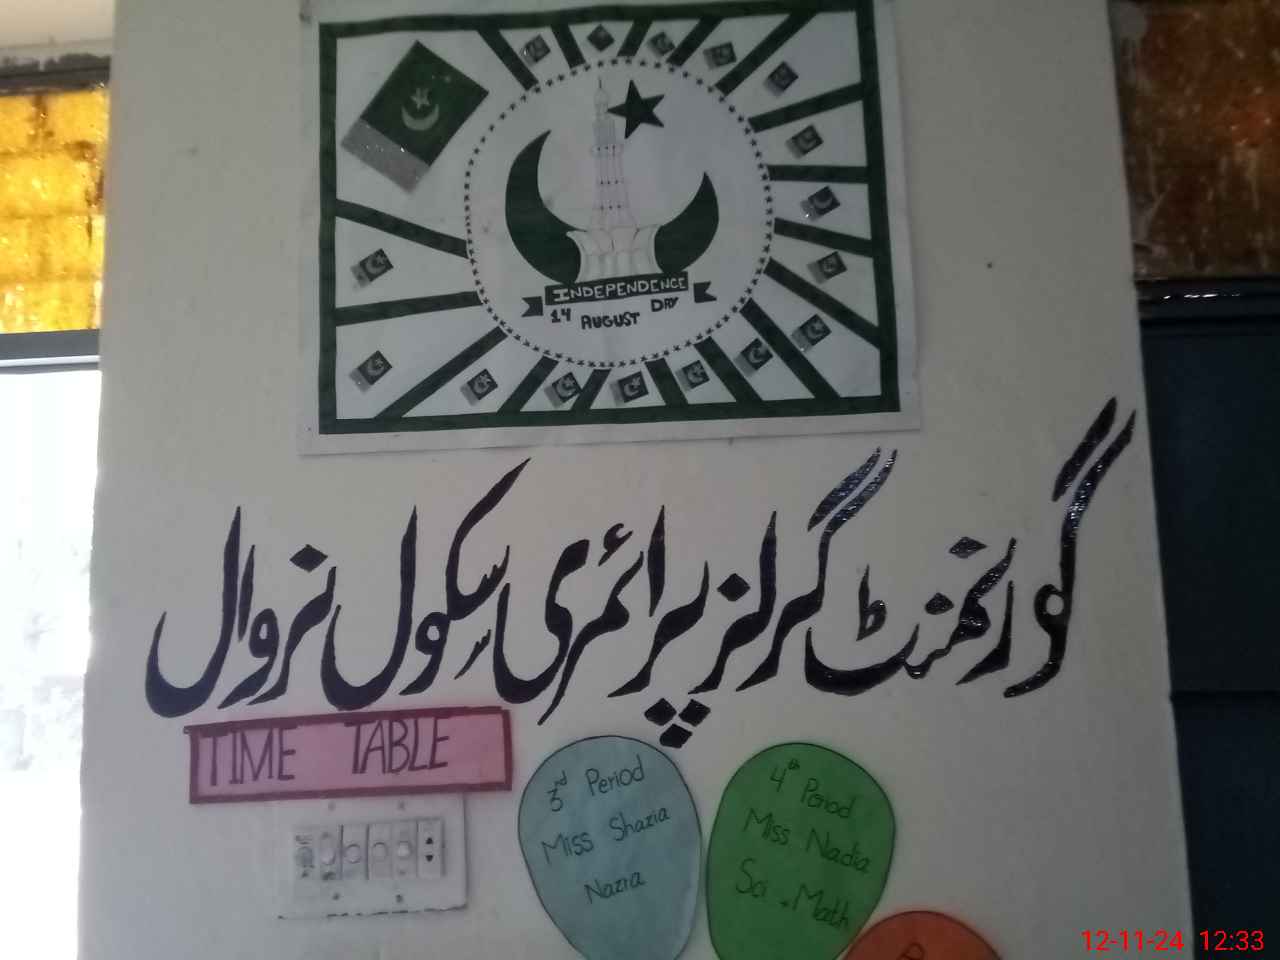 INDEPENDENCE
14 AUGUST DAY
گورنمنٹ گرلز پرائمری سکول نروال
TIME TABLE
3rd Period
Miss Shazia
Nazia
4th Period
Miss Nadia
Sci . Math
12-11-24 12:33